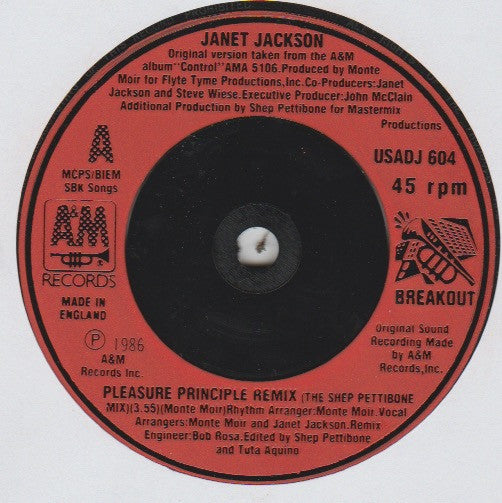 JANET JACKSON
Original version taken from the A&M
album"Control"AMA 5106.Produced by Monte
Moir for Flyte Tyme Productions,Inc.Co-Producers:Janet
Jackson and Steve Wiese.Executive Producer:John McClain
Additional Production by Shep Pettibone for Mastermix
Productions
A
MCPS/BIEM
SBK Songs
USADJ 604
45 rpm
A&M
RECORDS
BREAKOUT
MADE IN
ENGLAND
Ⓟ 1986
A&M
Records Inc.
Original Sound
Recording Made
by A&M
Records,Inc.
PLEASURE PRINCIPLE REMIX (THE SHEP PETTIBONE
MIX)(3.55)(Monte Moir)Rhythm Arranger:Monte Moir.Vocal
Arrangers:Monte Moir and Janet Jackson.Remix
Engineer:Bob Rosa.Edited by Shep Pettibone
and Tuta Aquino